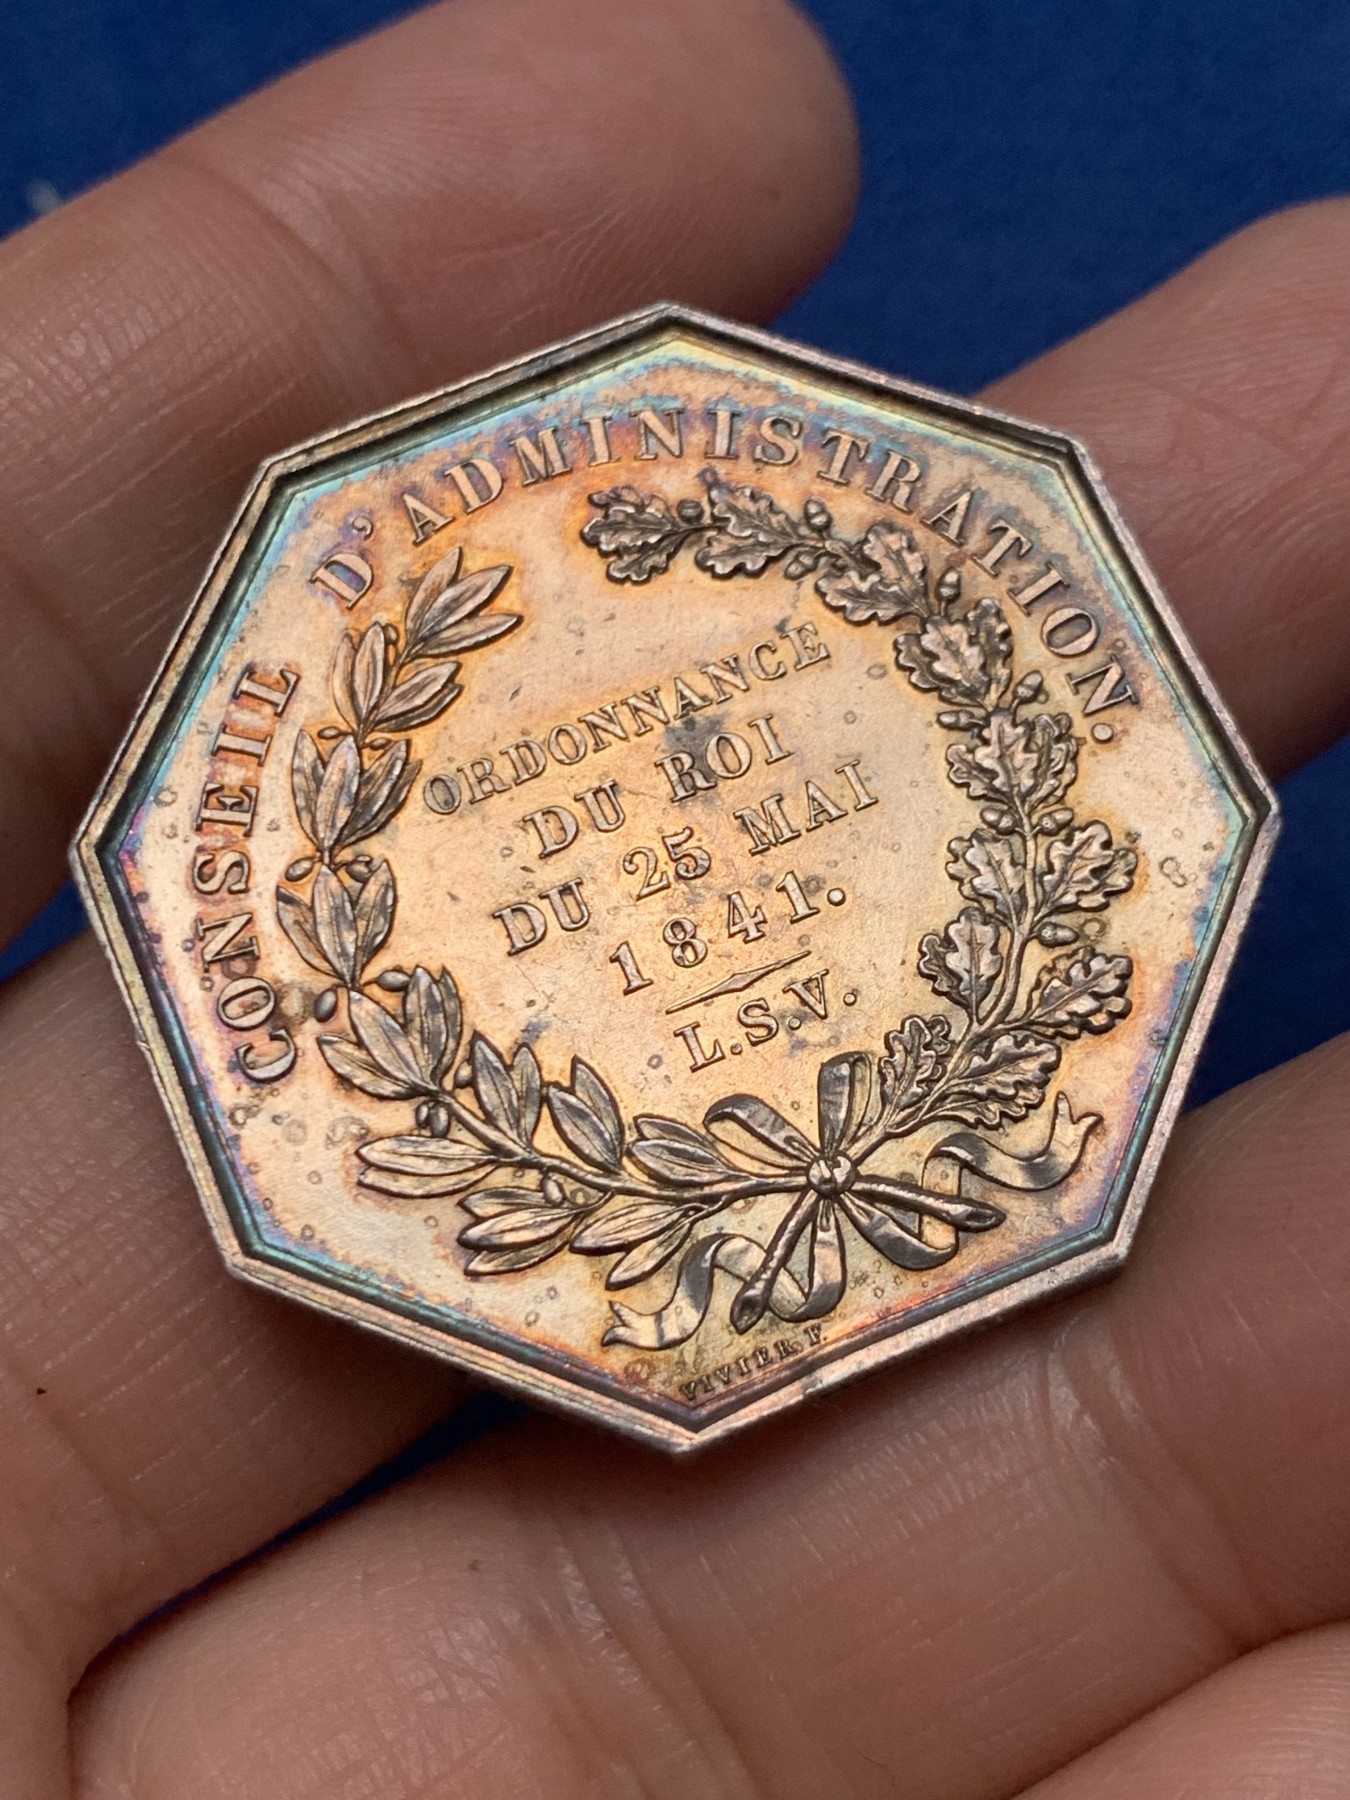 CONSEIL D'ADMINISTRATION.
ORDONNANCE
DU ROI
DU 25 MAI
1841.
L.S.V.
VIVIER. F.